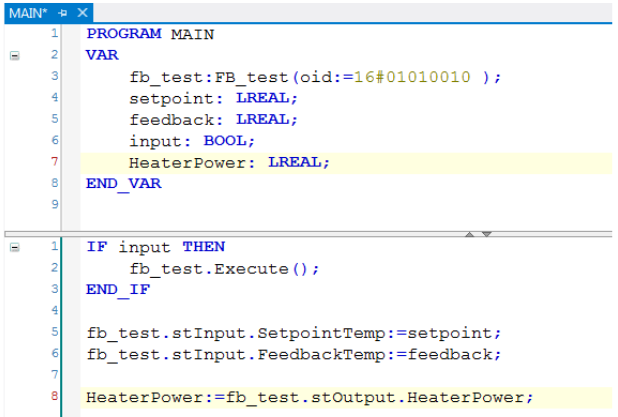 MAIN*
1 PROGRAM MAIN
2 VAR
3 fb_test:FB_test(oid:=16#01010010 );
4 setpoint: LREAL;
5 feedback: LREAL;
6 input: BOOL;
7 HeaterPower: LREAL;
8 END_VAR
9
1 IF input THEN
2 fb_test.Execute();
3 END_IF
4
5 fb_test.stInput.SetpointTemp:=setpoint;
6 fb_test.stInput.FeedbackTemp:=feedback;
7
8 HeaterPower:=fb_test.stOutput.HeaterPower;